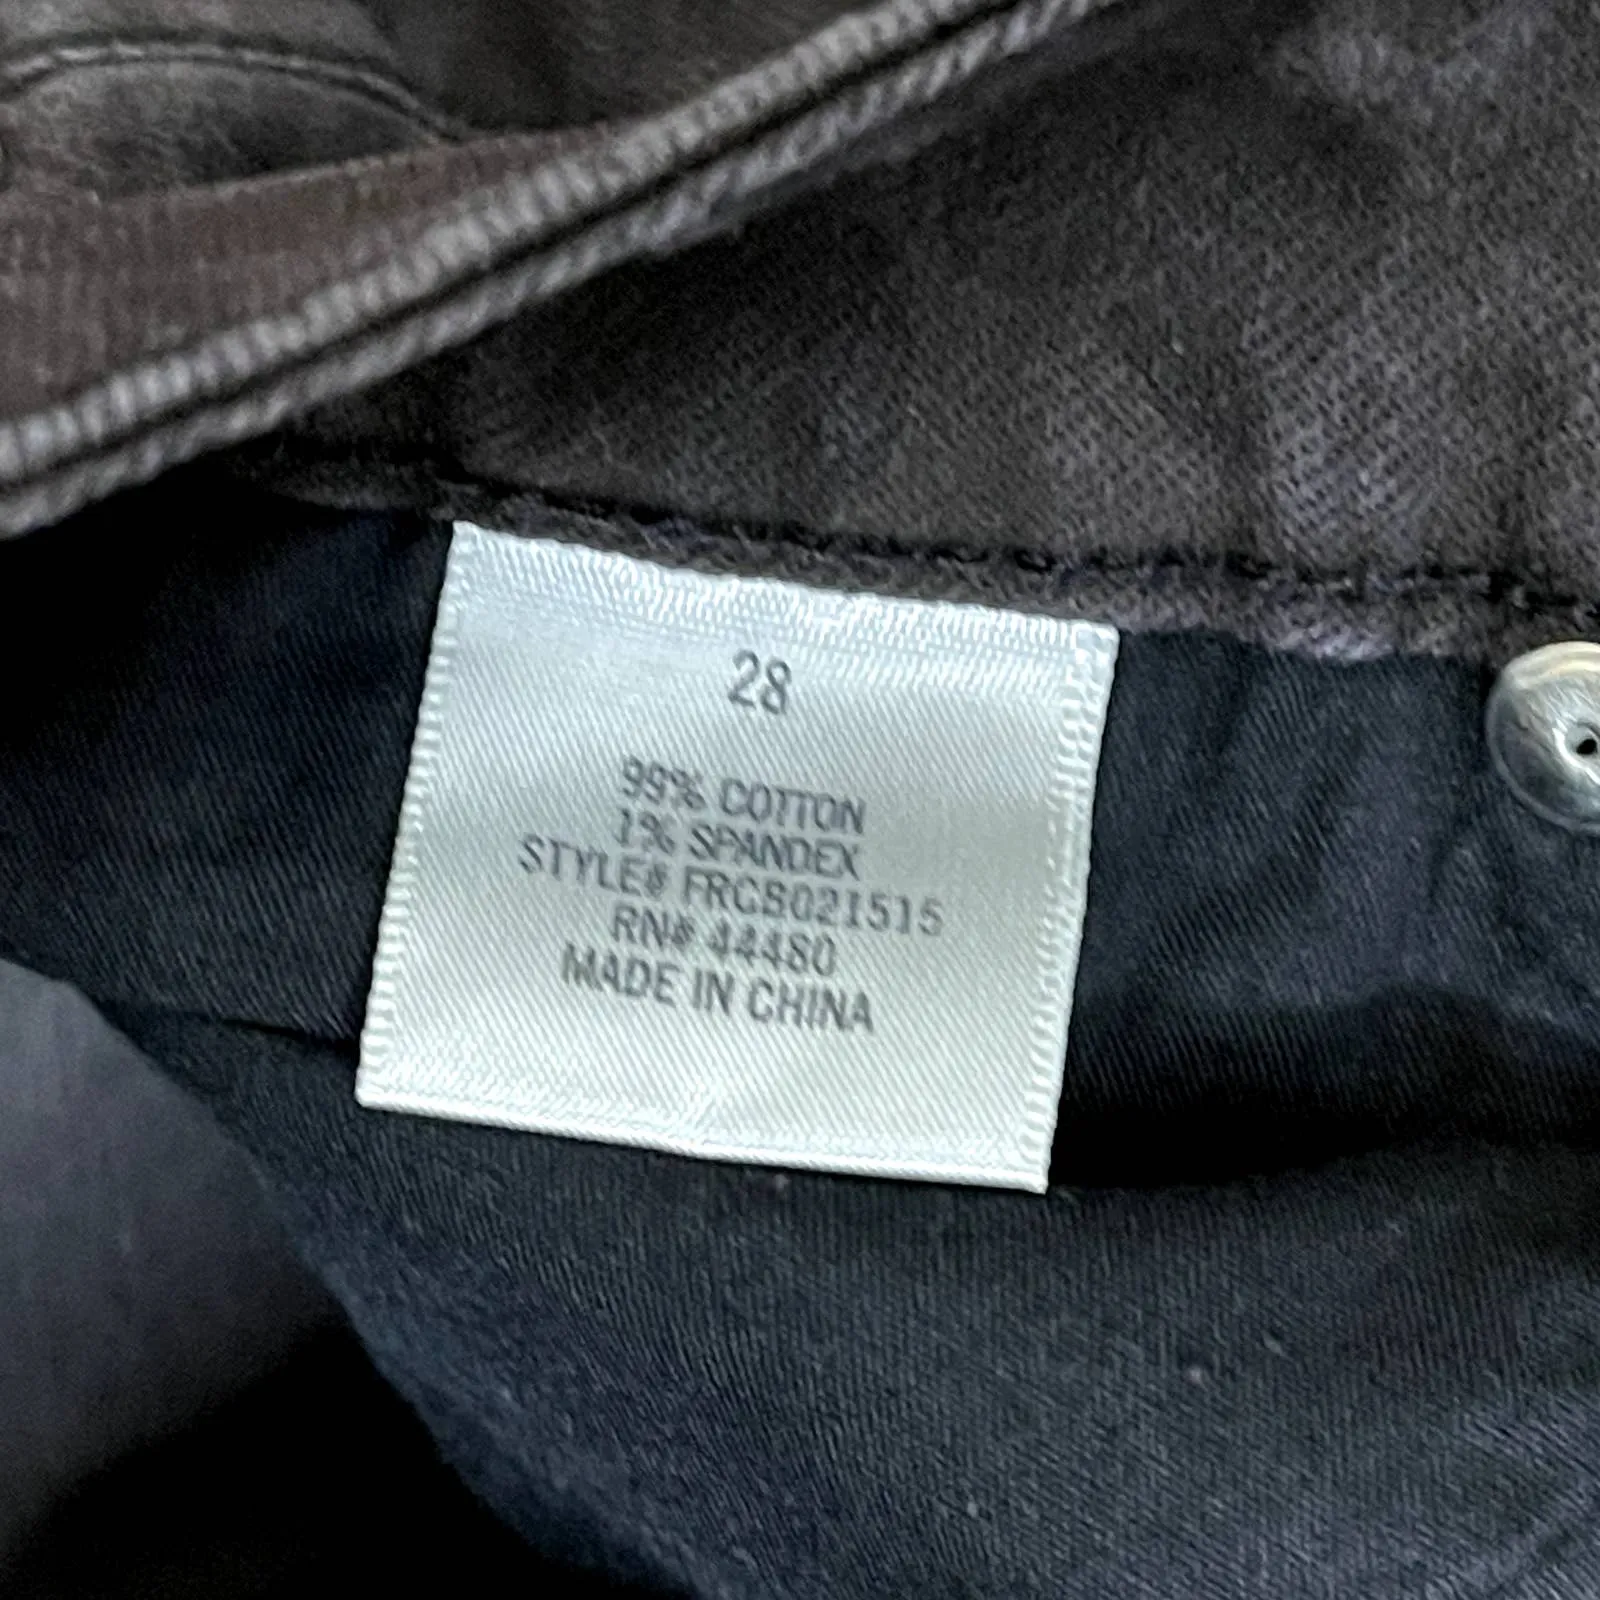 28
99% COTTON
1% SPANDEX
STYLE# FRCB021515
RN# 44480
MADE IN CHINA